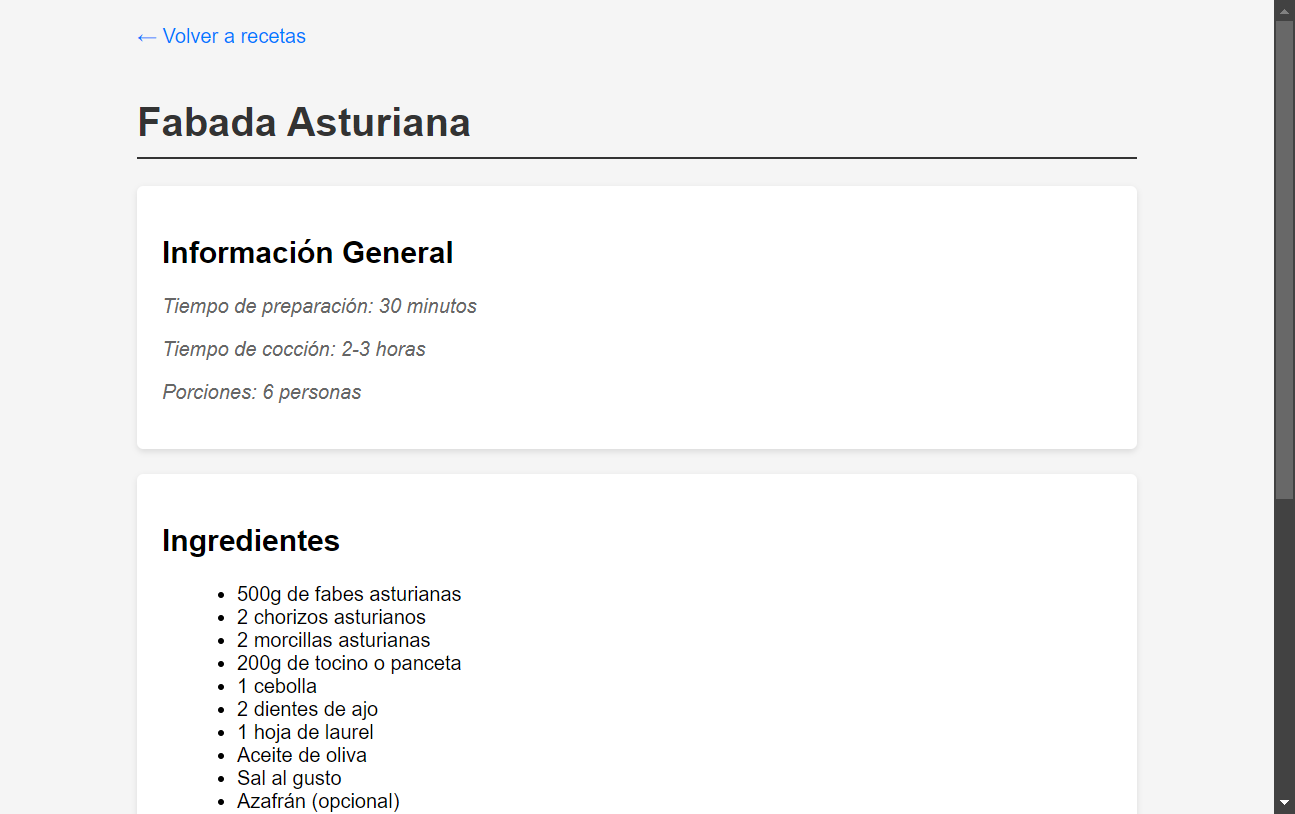 ← Volver a recetas
Fabada Asturiana
Información General
Tiempo de preparación: 30 minutos
Tiempo de cocción: 2-3 horas
Porciones: 6 personas
Ingredientes
• 500g de fabes asturianas
• 2 chorizos asturianos
• 2 morcillas asturianas
• 200g de tocino o panceta
• 1 cebolla
• 2 dientes de ajo
• 1 hoja de laurel
• Aceite de oliva
• Sal al gusto
• Azafrán (opcional)